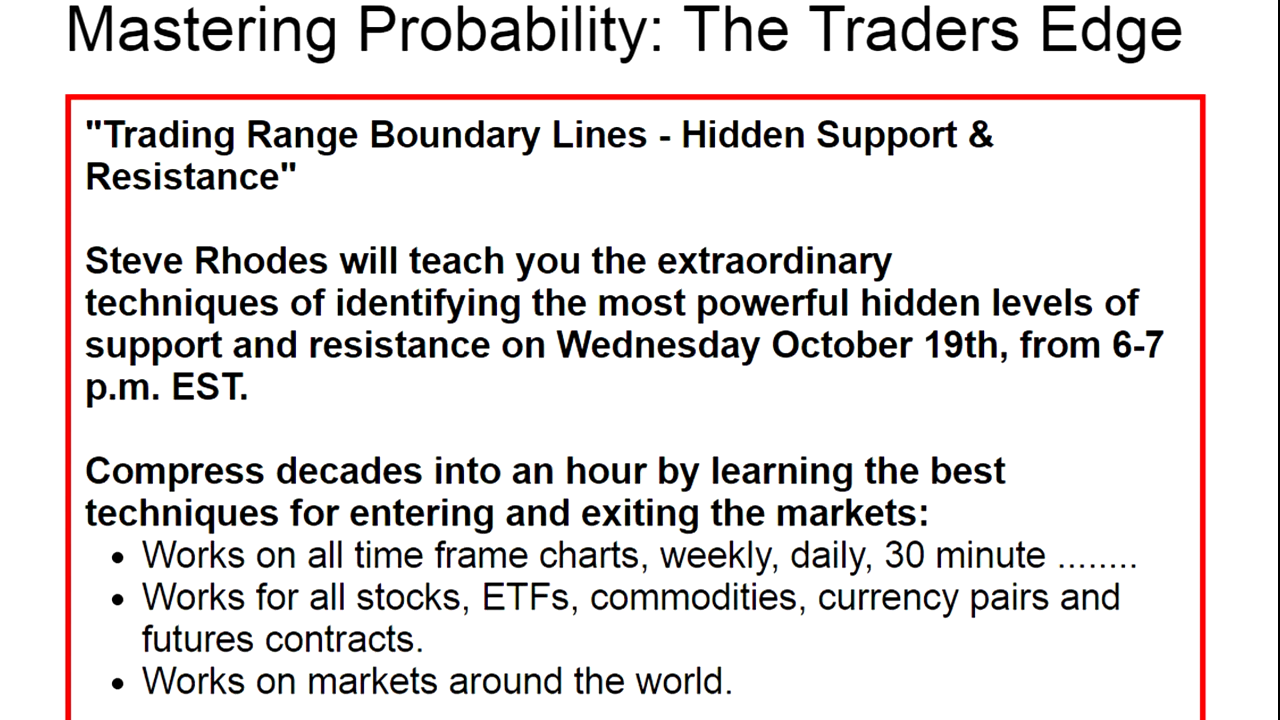 Mastering Probability: The Traders Edge
"Trading Range Boundary Lines - Hidden Support &
Resistance"
Steve Rhodes will teach you the extraordinary
techniques of identifying the most powerful hidden levels of
support and resistance on Wednesday October 19th, from 6-7
p.m. EST.
Compress decades into an hour by learning the best
techniques for entering and exiting the markets:
• Works on all time frame charts, weekly, daily, 30 minute ........
• Works for all stocks, ETFs, commodities, currency pairs and
futures contracts.
• Works on markets around the world.